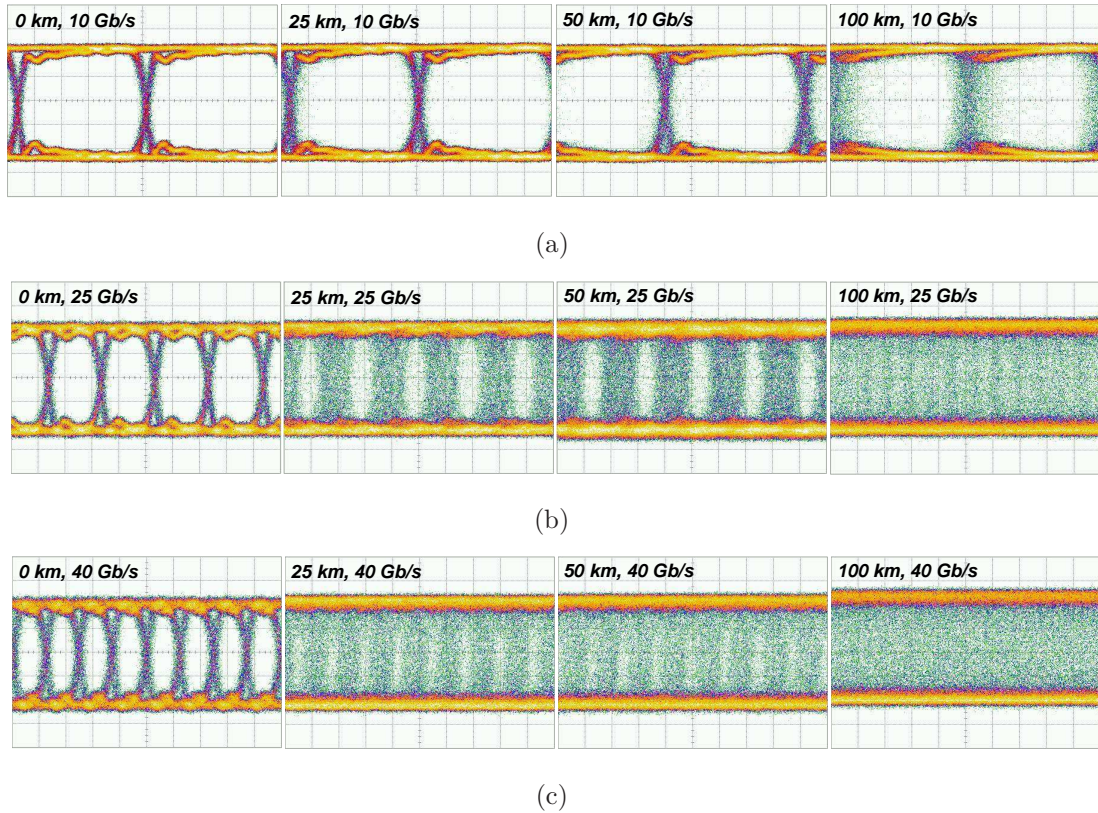 0 km, 10 Gb/s
25 km, 10 Gb/s
50 km, 10 Gb/s
100 km, 10 Gb/s
(a)
0 km, 25 Gb/s
25 km, 25 Gb/s
50 km, 25 Gb/s
100 km, 25 Gb/s
(b)
0 km, 40 Gb/s
25 km, 40 Gb/s
50 km, 40 Gb/s
100 km, 40 Gb/s
(c)